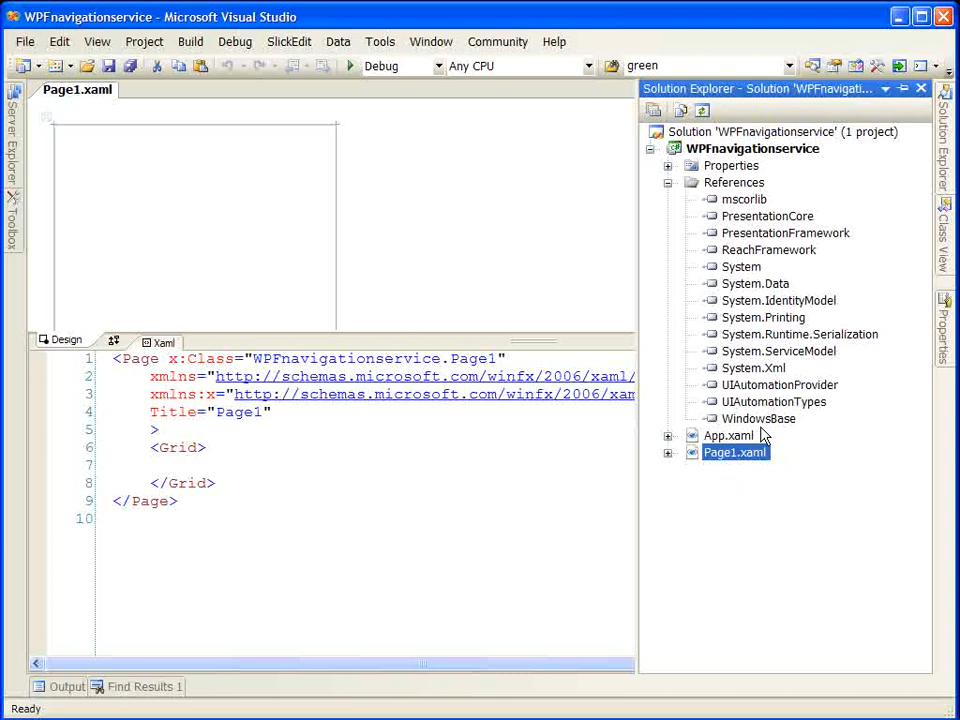 WPFnavigationservice - Microsoft Visual Studio
File Edit View Project Build Debug SlickEdit Data Tools Window Community Help
Debug Any CPU green
Page1.xaml
Solution Explorer - Solution 'WPFnavigati...
Server Explorer
Toolbox
Solution 'WPFnavigationservice' (1 project)
WPFnavigationservice
Properties
References
mscorlib
PresentationCore
PresentationFramework
ReachFramework
System
System.Data
System.IdentityModel
System.Printing
System.Runtime.Serialization
System.ServiceModel
System.Xml
UIAutomationProvider
UIAutomationTypes
WindowsBase
App.xaml
Page1.xaml
Solution Explorer
Class View
Properties
Design Xaml
1 <Page x:Class="WPFnavigationservice.Page1"
2 xmlns="http://schemas.microsoft.com/winfx/2006/xaml/
3 xmlns:x="http://schemas.microsoft.com/winfx/2006/xam
4 Title="Page1"
5 >
6 <Grid>
7
8 </Grid>
9 </Page>
10
Output Find Results 1
Ready